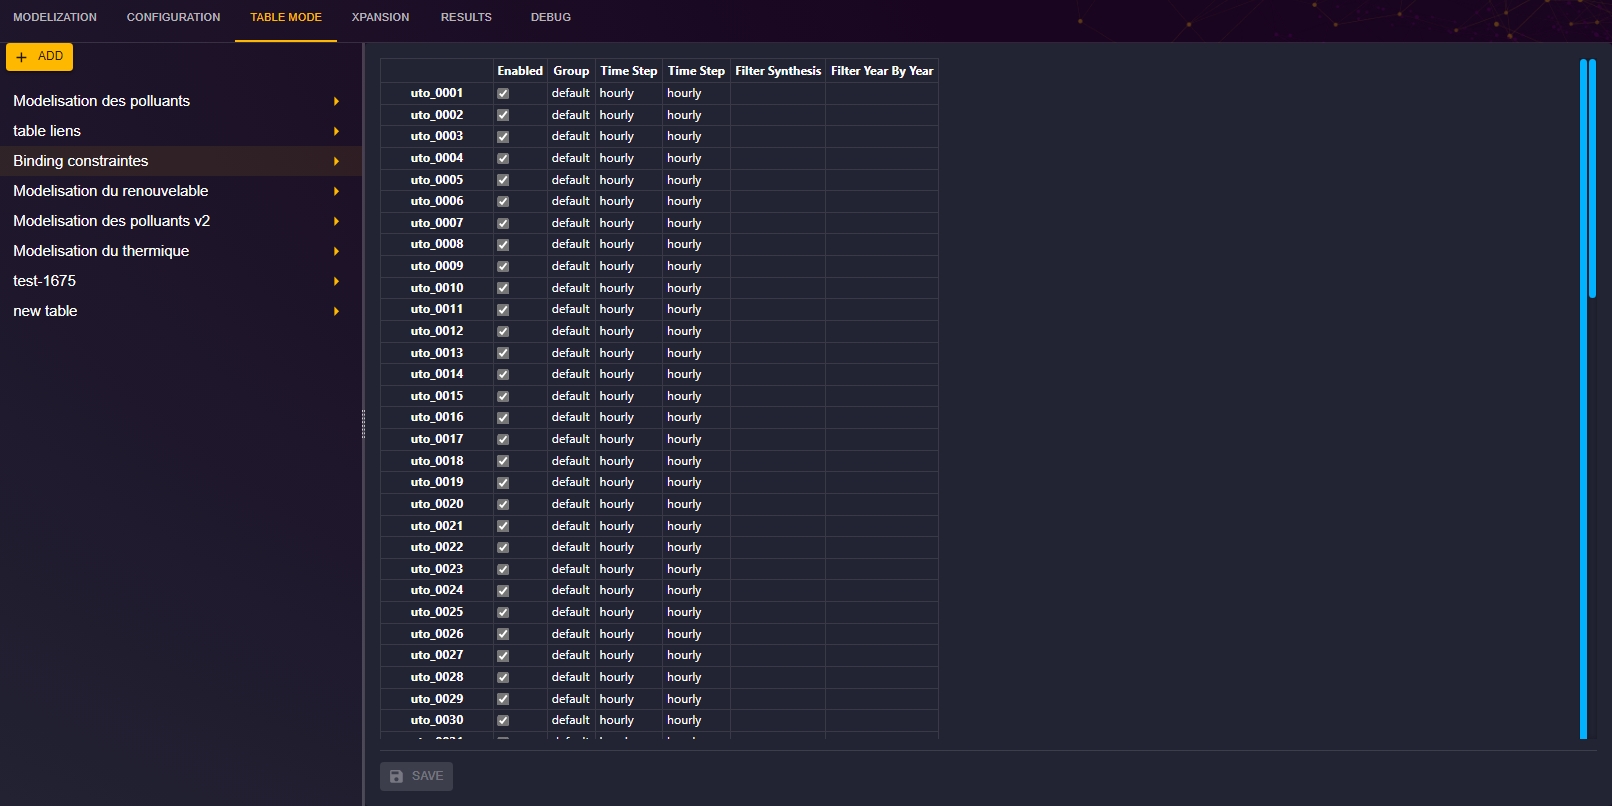 MODELIZATION CONFIGURATION TABLE MODE XPANSION RESULTS DEBUG
ADD
Modelisation des polluants
table liens
Binding constraintes
Modelisation du renouvelable
Modelisation des polluants v2
Modelisation du thermique
test-1675
new table
Enabled Group Time Step Time Step Filter Synthesis Filter Year By Year
uto_0001 default hourly hourly
uto_0002 default hourly hourly
uto_0003 default hourly hourly
uto_0004 default hourly hourly
uto_0005 default hourly hourly
uto_0006 default hourly hourly
uto_0007 default hourly hourly
uto_0008 default hourly hourly
uto_0009 default hourly hourly
uto_0010 default hourly hourly
uto_0011 default hourly hourly
uto_0012 default hourly hourly
uto_0013 default hourly hourly
uto_0014 default hourly hourly
uto_0015 default hourly hourly
uto_0016 default hourly hourly
uto_0017 default hourly hourly
uto_0018 default hourly hourly
uto_0019 default hourly hourly
uto_0020 default hourly hourly
uto_0021 default hourly hourly
uto_0022 default hourly hourly
uto_0023 default hourly hourly
uto_0024 default hourly hourly
uto_0025 default hourly hourly
uto_0026 default hourly hourly
uto_0027 default hourly hourly
uto_0028 default hourly hourly
uto_0029 default hourly hourly
uto_0030 default hourly hourly
SAVE